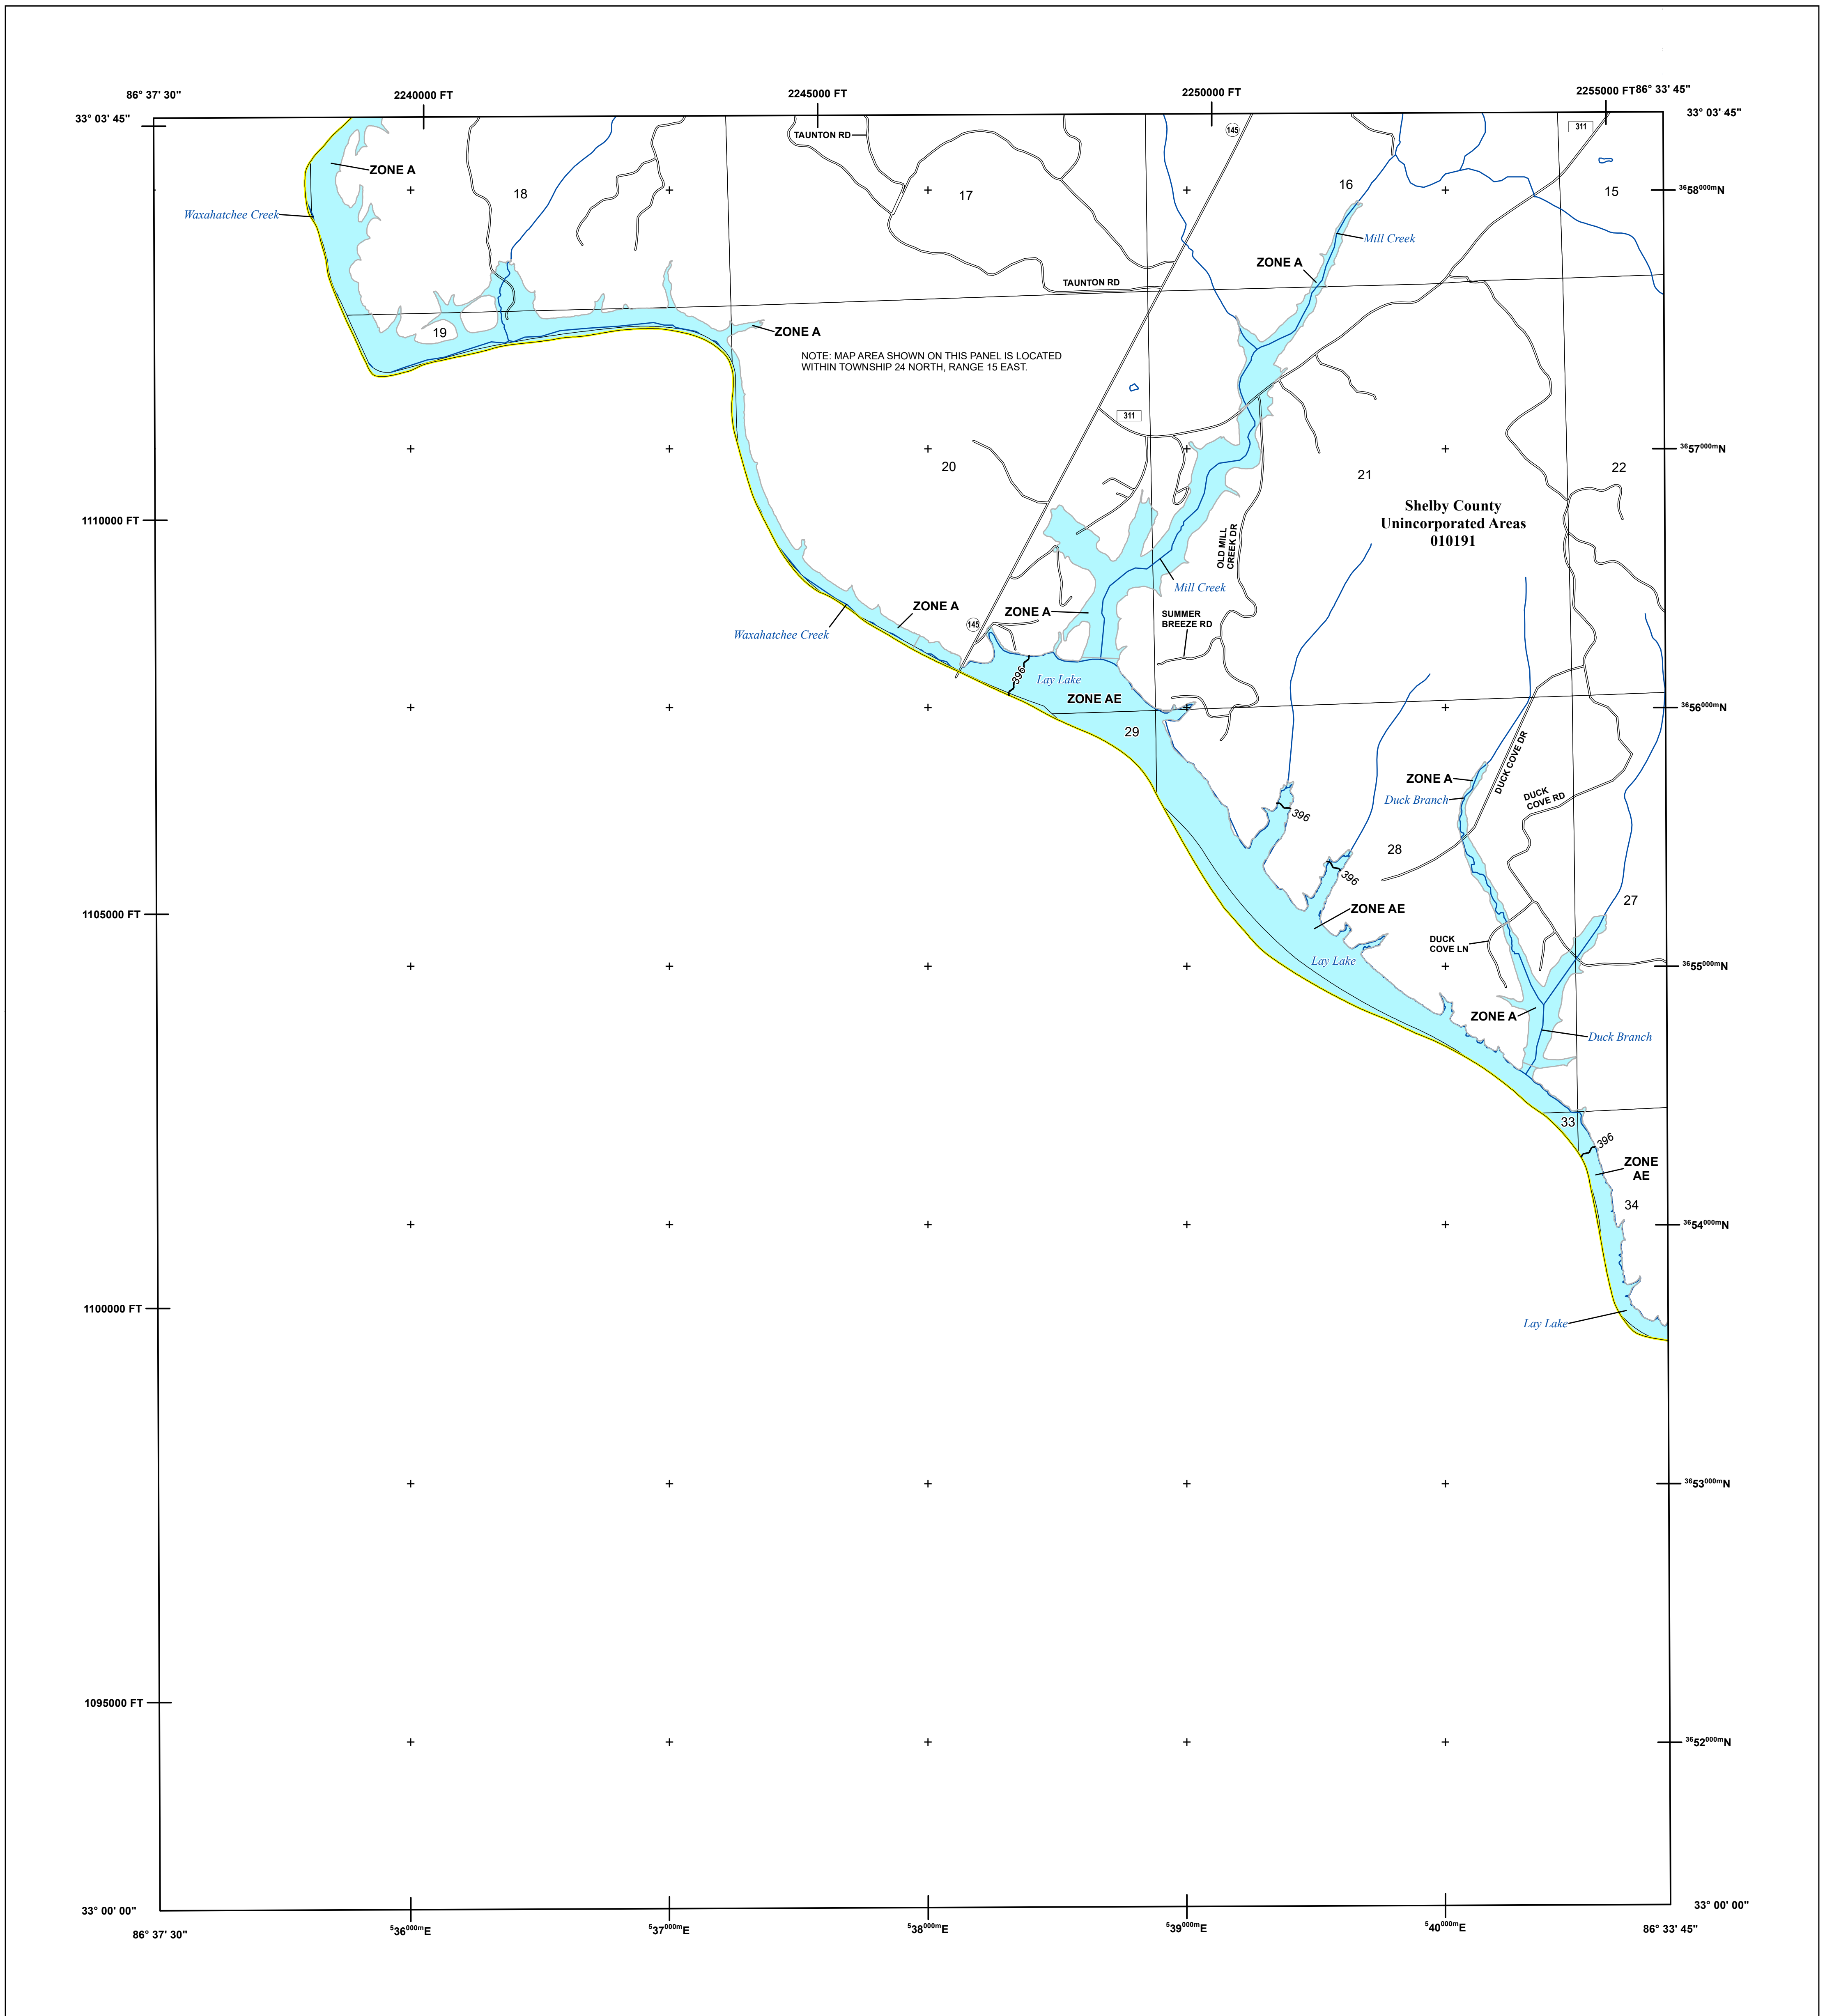 86° 37' 30"
2240000 FT
2245000 FT
2250000 FT
2255000 FT
86° 33' 45"
33° 03' 45"
33° 03' 45"
311
145
TAUNTON RD
ZONE A
18
17
16
15
3658000mN
Waxahatchee Creek
Mill Creek
ZONE A
TAUNTON RD
19
ZONE A
NOTE: MAP AREA SHOWN ON THIS PANEL IS LOCATED
WITHIN TOWNSHIP 24 NORTH, RANGE 15 EAST.
311
3657000mN
20
21
22
Shelby County
Unincorporated Areas
010191
1110000 FT
OLD MILL
CREEK DR
Mill Creek
ZONE A
ZONE A
SUMMER
BREEZE RD
145
Waxahatchee Creek
396
Lay Lake
ZONE AE
3656000mN
29
DUCK COVE DR
ZONE A
Duck Branch
DUCK
COVE RD
396
28
396
27
1105000 FT
ZONE AE
DUCK
COVE LN
Lay Lake
3655000mN
ZONE A
Duck Branch
33
396
ZONE
AE
34
3654000mN
1100000 FT
Lay Lake
3653000mN
1095000 FT
3652000mN
33° 00' 00"
33° 00' 00"
86° 37' 30"
536000mE
537000mE
538000mE
539000mE
540000mE
86° 33' 45"